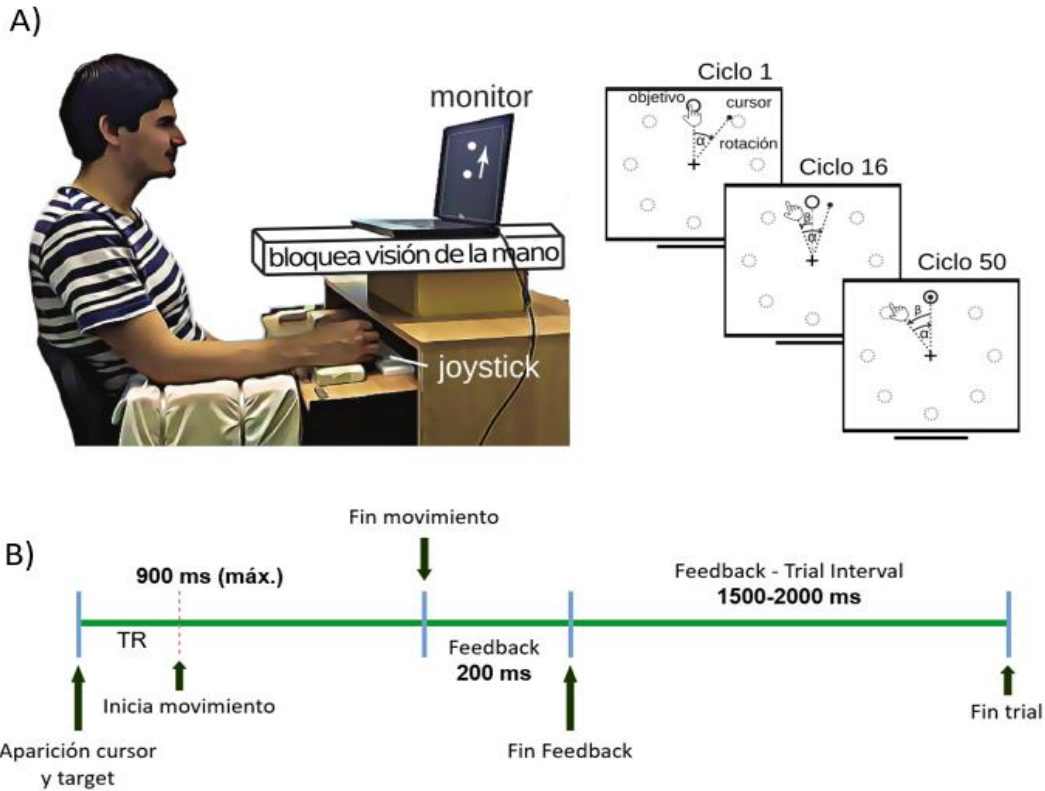 A)
monitor
bloquea visión de la mano
joystick
Ciclo 1
objetivo
cursor
α
rotación
Ciclo 16
β
α
Ciclo 50
β
α
B)
Fin movimiento
900 ms (máx.)
Feedback - Trial Interval
1500-2000 ms
TR
Feedback
200 ms
Inicia movimiento
Fin trial
Aparición cursor
y target
Fin Feedback